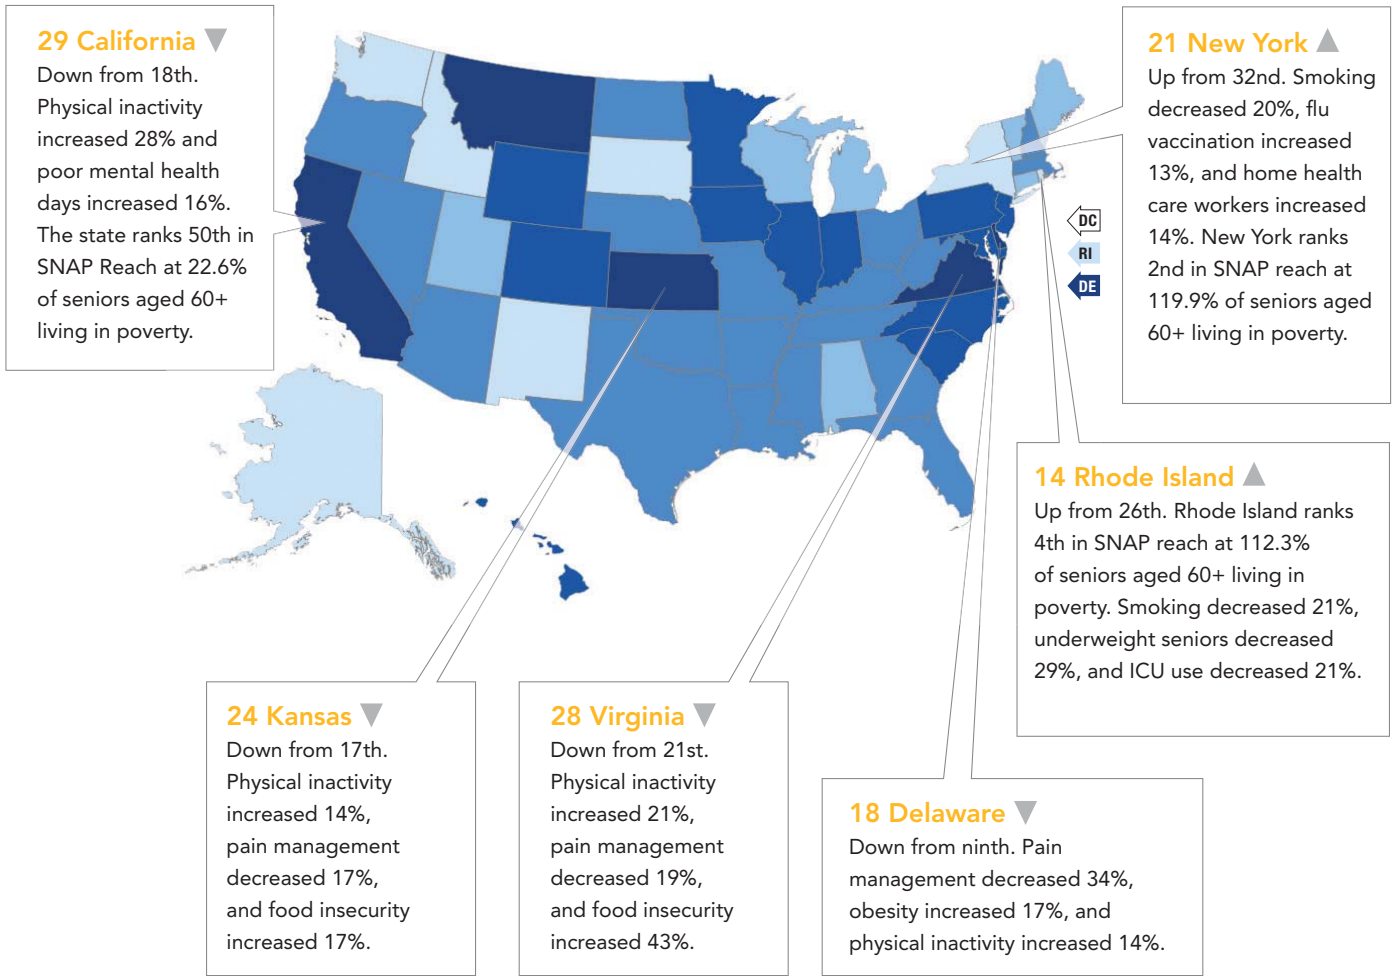 29 California ▼
Down from 18th.
Physical inactivity
increased 28% and
poor mental health
days increased 16%.
The state ranks 50th in
SNAP Reach at 22.6%
of seniors aged 60+
living in poverty.
21 New York ▲
Up from 32nd. Smoking
decreased 20%, flu
vaccination increased
13%, and home health
care workers increased
14%. New York ranks
2nd in SNAP reach at
119.9% of seniors aged
60+ living in poverty.
DC
RI
DE
14 Rhode Island ▲
Up from 26th. Rhode Island ranks
4th in SNAP reach at 112.3%
of seniors aged 60+ living in
poverty. Smoking decreased 21%,
underweight seniors decreased
29%, and ICU use decreased 21%.
24 Kansas ▼
Down from 17th.
Physical inactivity
increased 14%,
pain management
decreased 17%,
and food insecurity
increased 17%.
28 Virginia ▼
Down from 21st.
Physical inactivity
increased 21%,
pain management
decreased 19%,
and food insecurity
increased 43%.
18 Delaware ▼
Down from ninth. Pain
management decreased 34%,
obesity increased 17%, and
physical inactivity increased 14%.